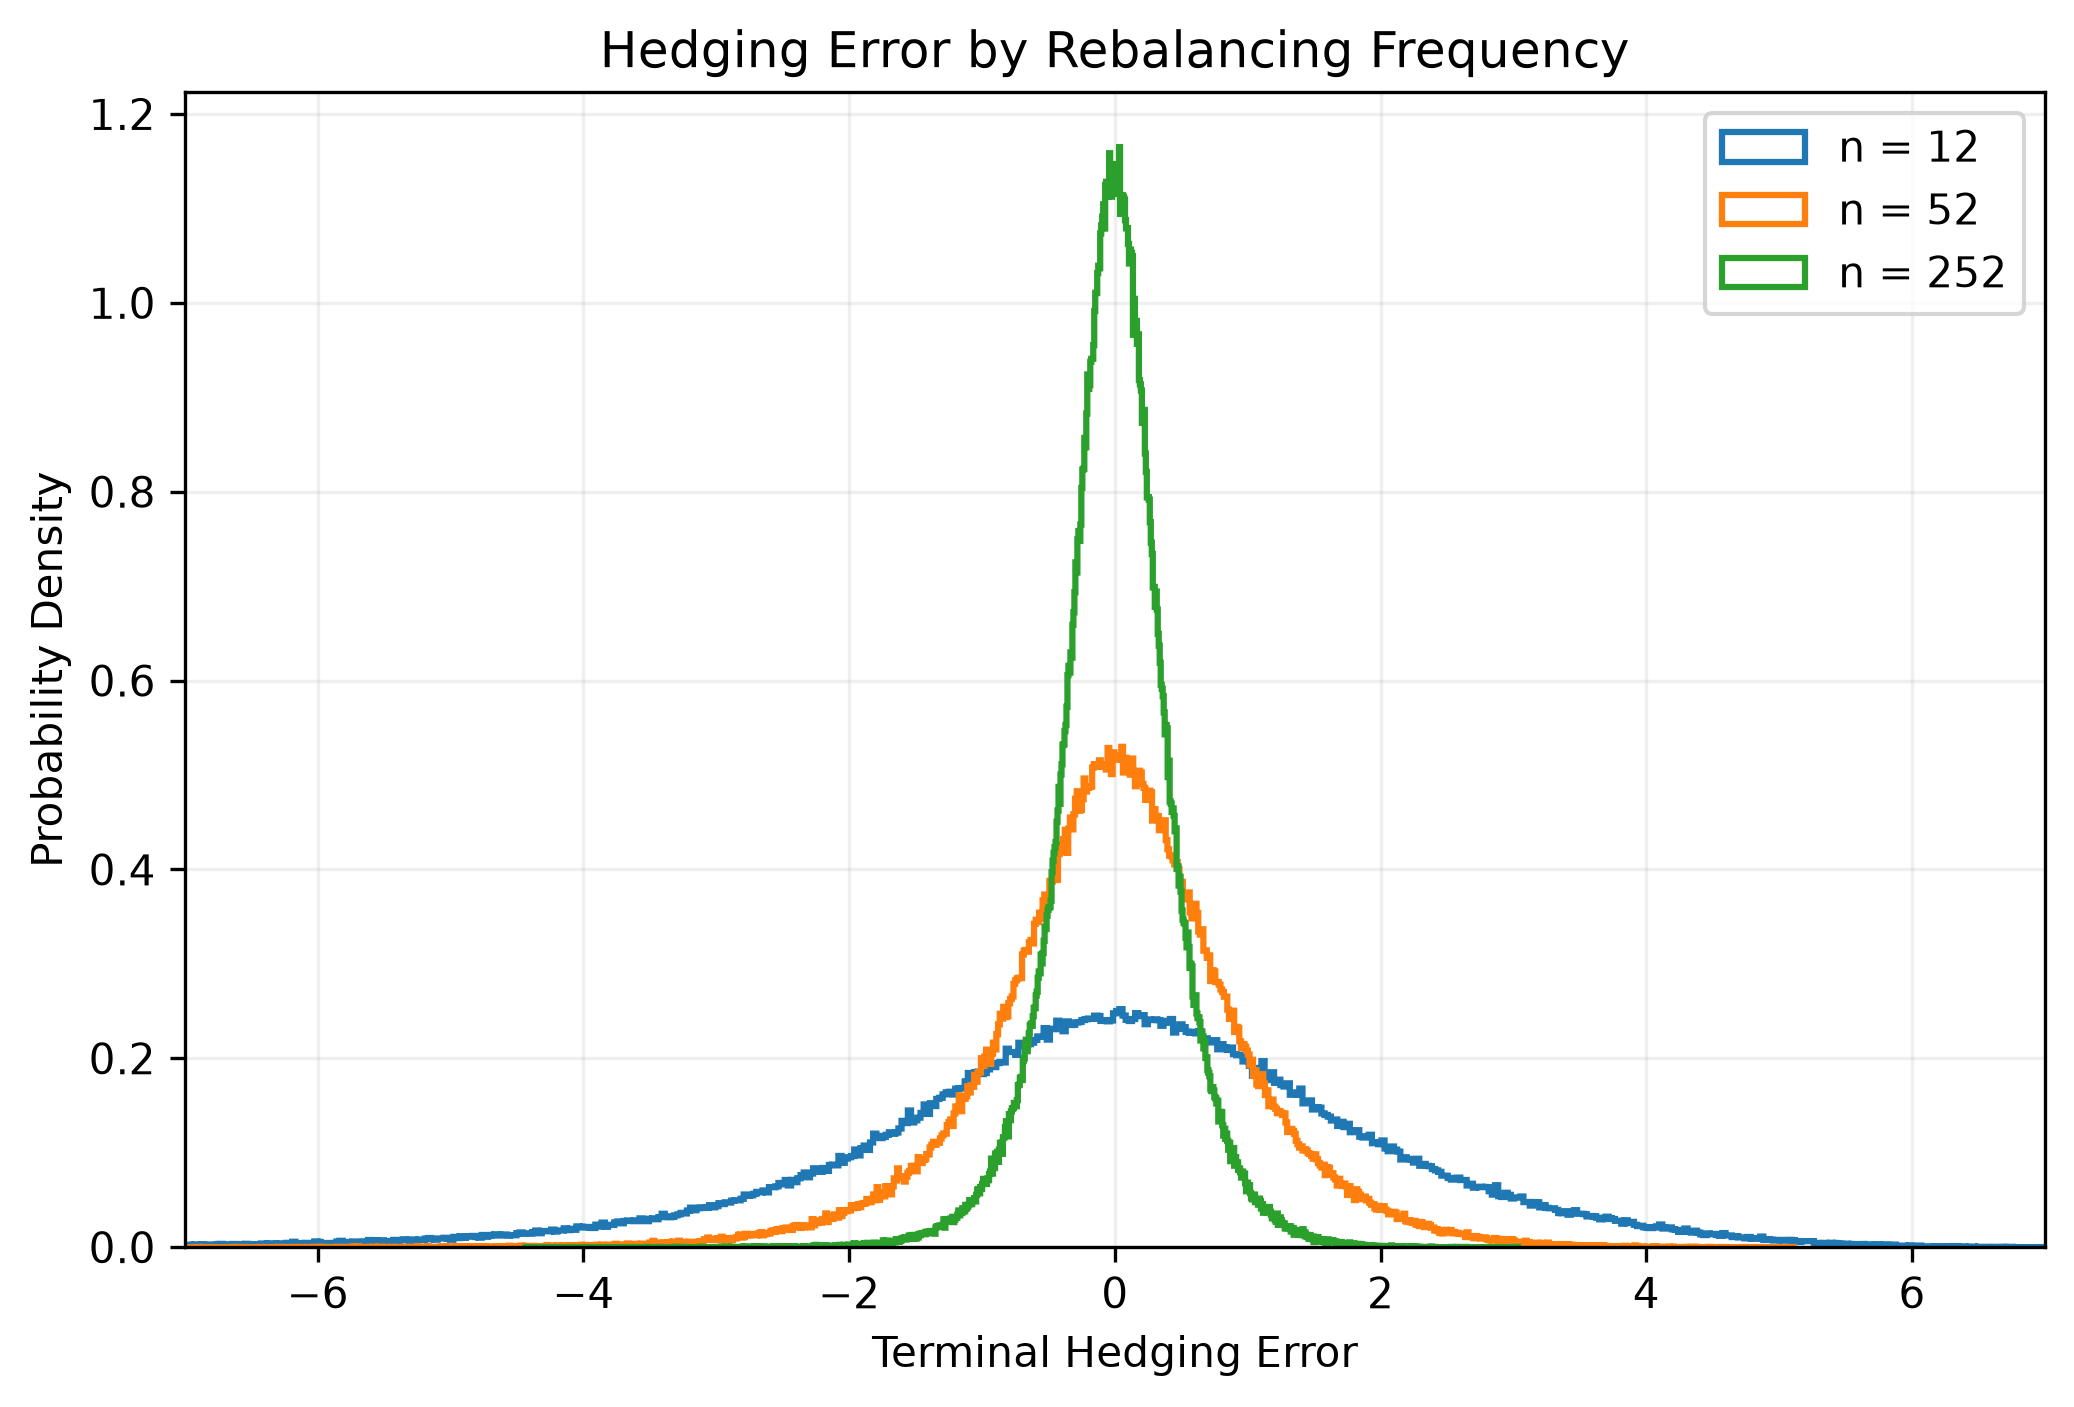 Hedging Error by Rebalancing Frequency
n = 12
n = 52
n = 252
Probability Density
1.2
1.0
0.8
0.6
0.4
0.2
0.0
−6 −4 −2 0 2 4 6
Terminal Hedging Error